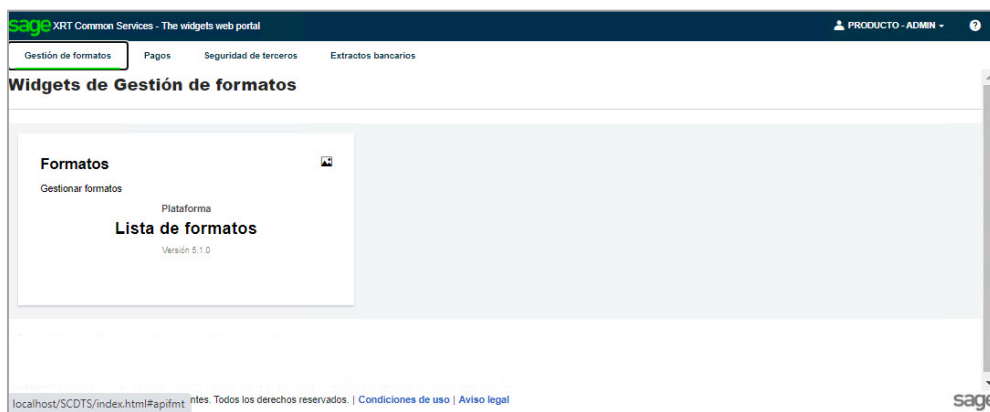 sage XRT Common Services - The widgets web portal PRODUCTO - ADMIN ?
Gestión de formatos Pagos Seguridad de terceros Extractos bancarios
Widgets de Gestión de formatos
Formatos
Gestionar formatos
Plataforma
Lista de formatos
Versión 5.1.0
localhost/SCDTS/index.html#apifmt ntes. Todos los derechos reservados. | Condiciones de uso | Aviso legal
sage